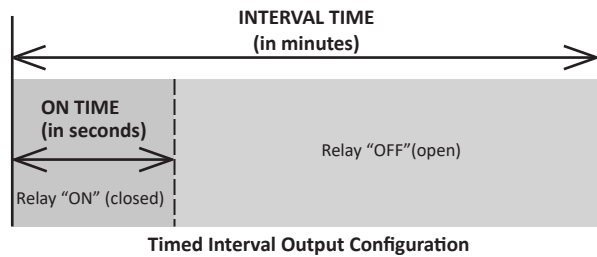 INTERVAL TIME
(in minutes)
ON TIME
(in seconds)
Relay “OFF”(open)
Relay “ON” (closed)
Timed Interval Output Configuration